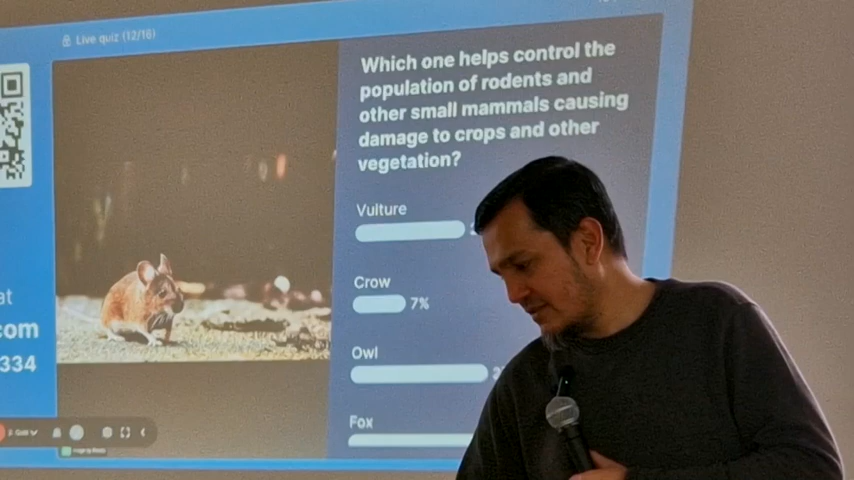 Live quiz (12/16)
Which one helps control the
population of rodents and
other small mammals causing
damage to crops and other
vegetation?
Vulture
Crow
7%
Owl
Fox
at
com
334